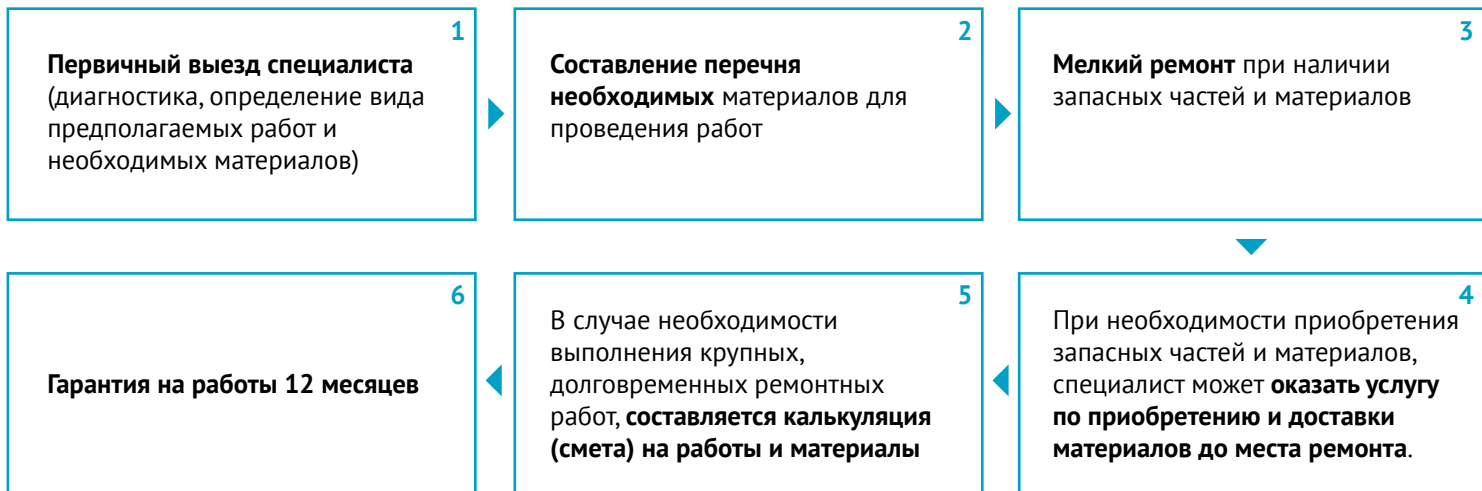 1
Первичный выезд специалиста
(диагностика, определение вида
предполагаемых работ и
необходимых материалов)
2
Составление перечня
необходимых материалов для
проведения работ
3
Мелкий ремонт при наличии
запасных частей и материалов
4
При необходимости приобретения
запасных частей и материалов,
специалист может оказать услугу
по приобретению и доставки
материалов до места ремонта.
5
В случае необходимости
выполнения крупных,
долговременных ремонтных
работ, составляется калькуляция
(смета) на работы и материалы
6
Гарантия на работы 12 месяцев